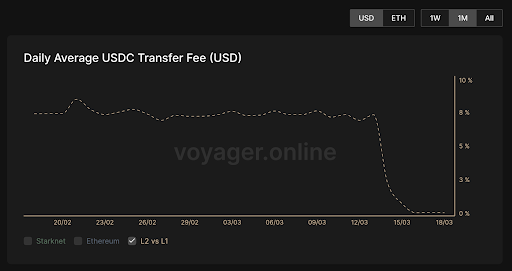 USD ETH 1W 1M All
Daily Average USDC Transfer Fee (USD)
10 %
8 %
5 %
3 %
0 %
voyager.online
20/02 23/02 26/02 29/02 03/03 06/03 09/03 12/03 15/03 18/03
Starknet Ethereum L2 vs L1